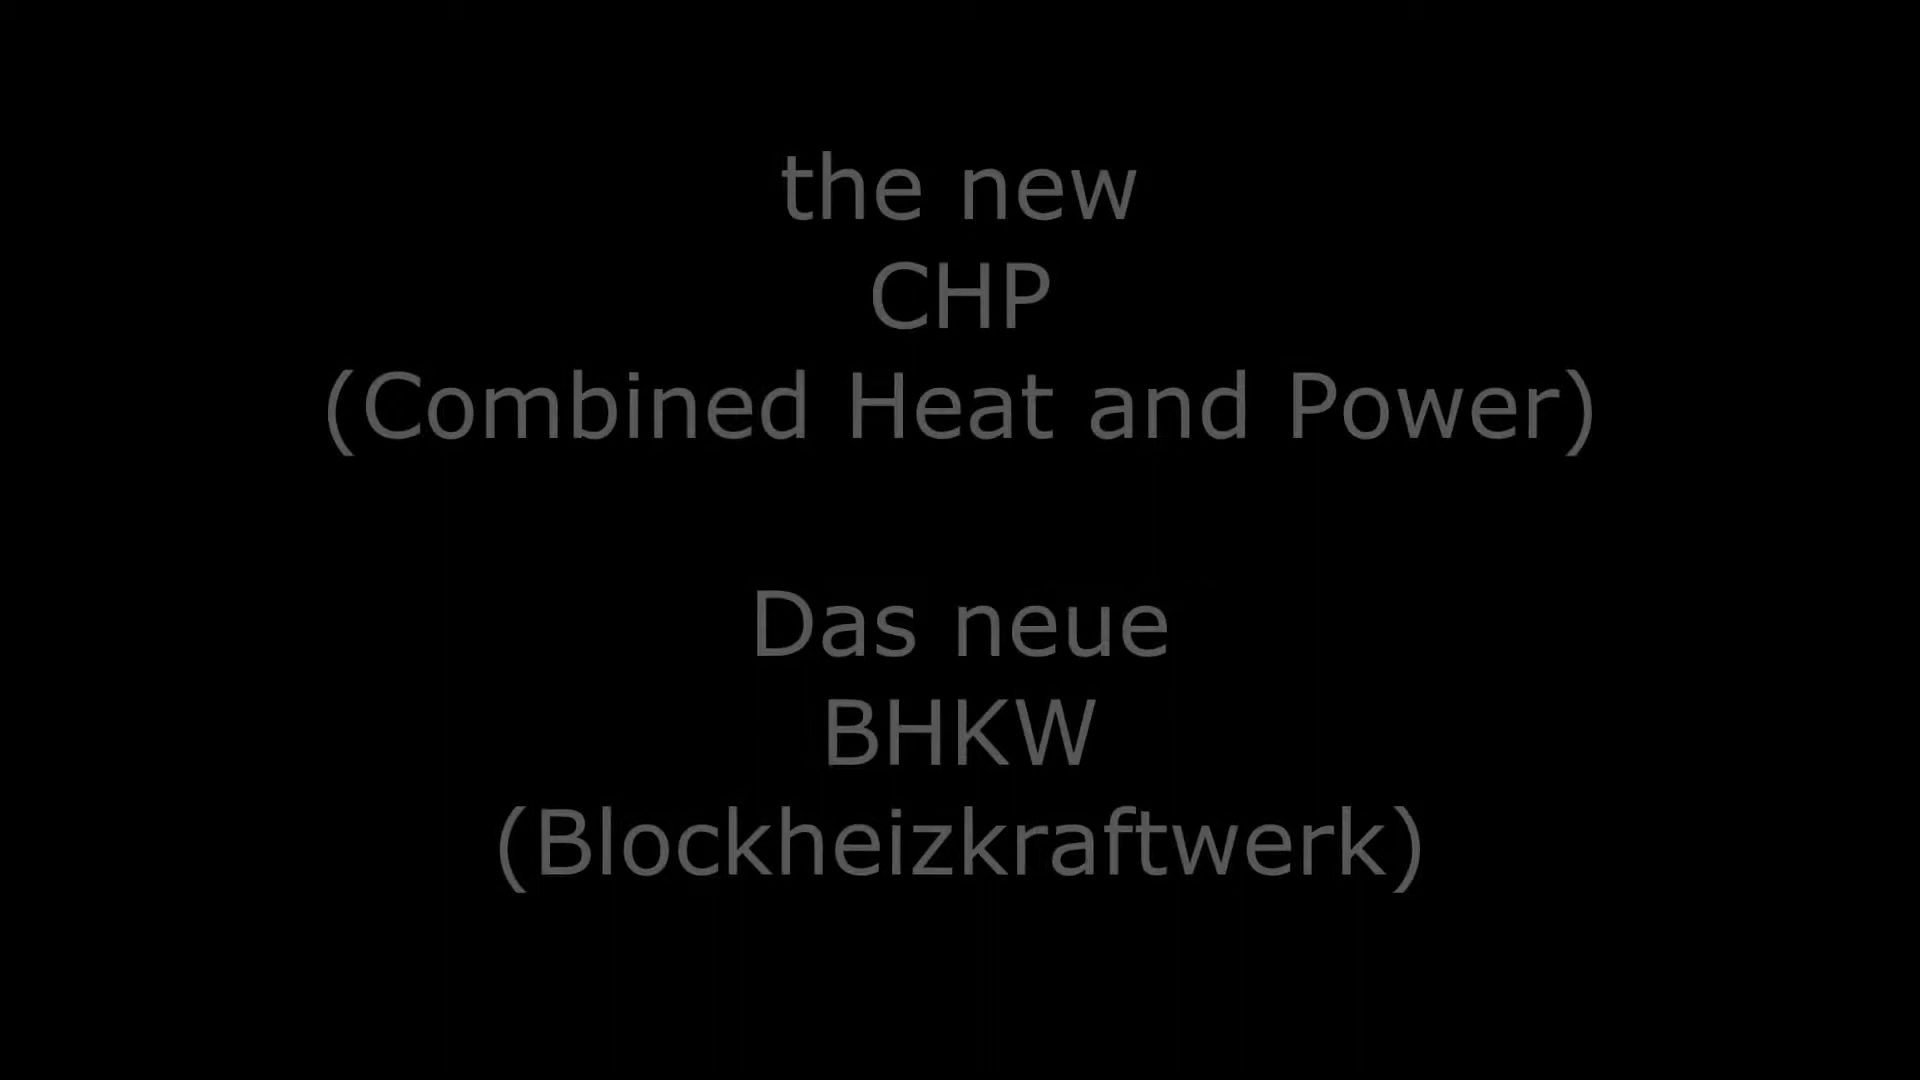 the new
CHP
(Combined Heat and Power)
Das neue
BHKW
(Blockheizkraftwerk)